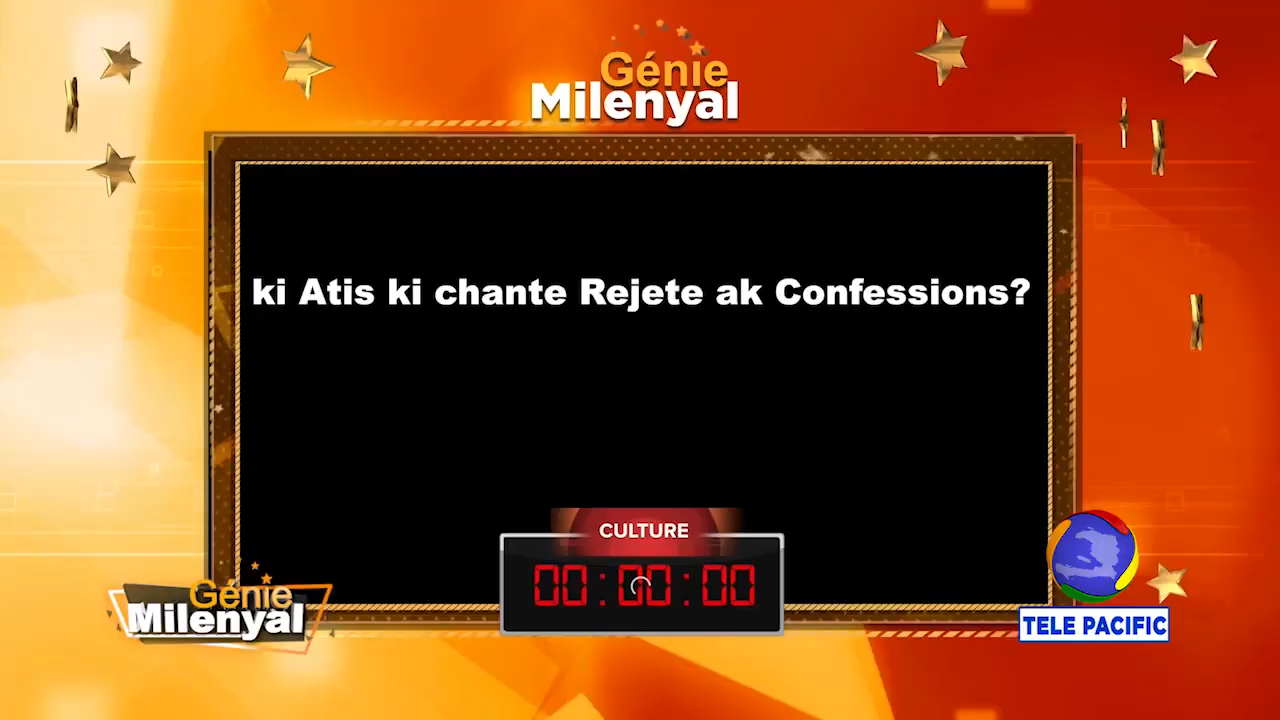 Génie
Milenyal
ki Atis ki chante Rejete ak Confessions?
CULTURE
00:00:00
Génie
Milenyal
TELE PACIFIC